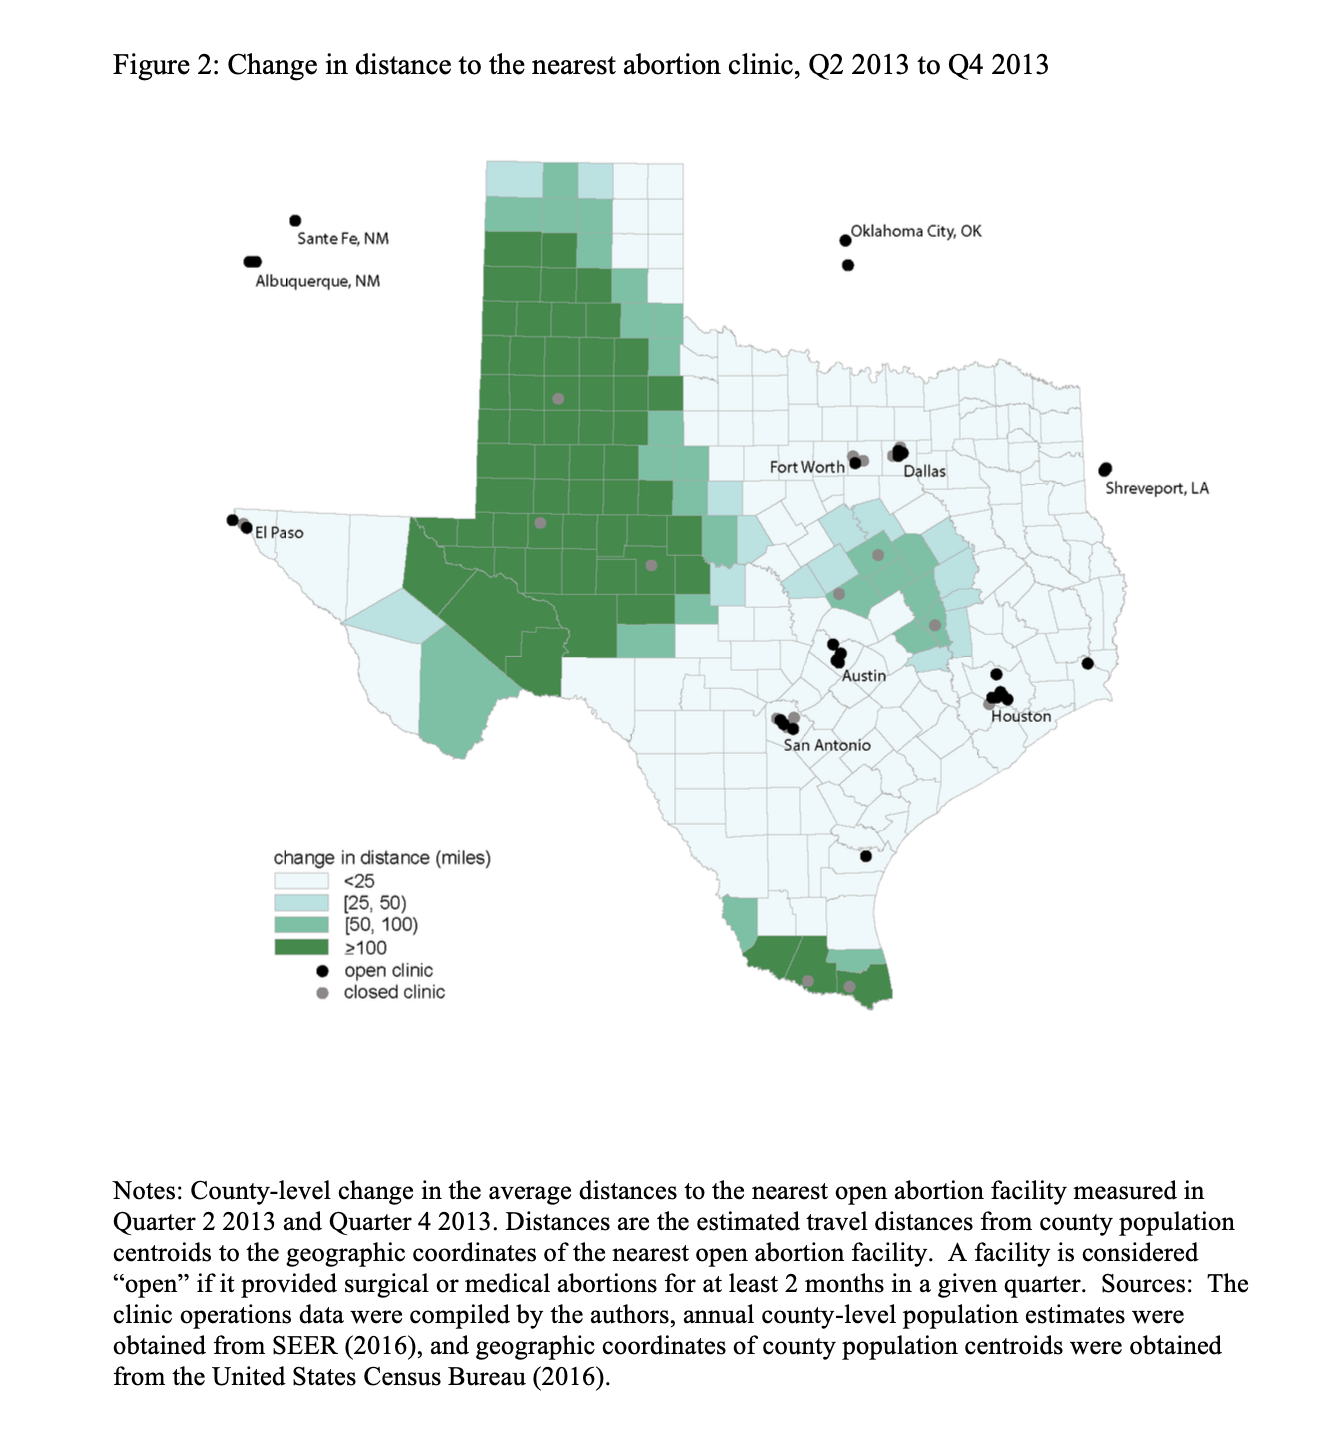 Figure 2: Change in distance to the nearest abortion clinic, Q2 2013 to Q4 2013
Oklahoma City, OK
Sante Fe, NM
Albuquerque, NM
Fort Worth
Dallas
Shreveport, LA
El Paso
Austin
Houston
San Antonio
change in distance (miles)
<25
[25, 50)
[50, 100)
≥100
open clinic
closed clinic
Notes: County-level change in the average distances to the nearest open abortion facility measured in
Quarter 2 2013 and Quarter 4 2013. Distances are the estimated travel distances from county population
centroids to the geographic coordinates of the nearest open abortion facility.  A facility is considered
“open” if it provided surgical or medical abortions for at least 2 months in a given quarter.  Sources:  The
clinic operations data were compiled by the authors, annual county-level population estimates were
obtained from SEER (2016), and geographic coordinates of county population centroids were obtained
from the United States Census Bureau (2016).